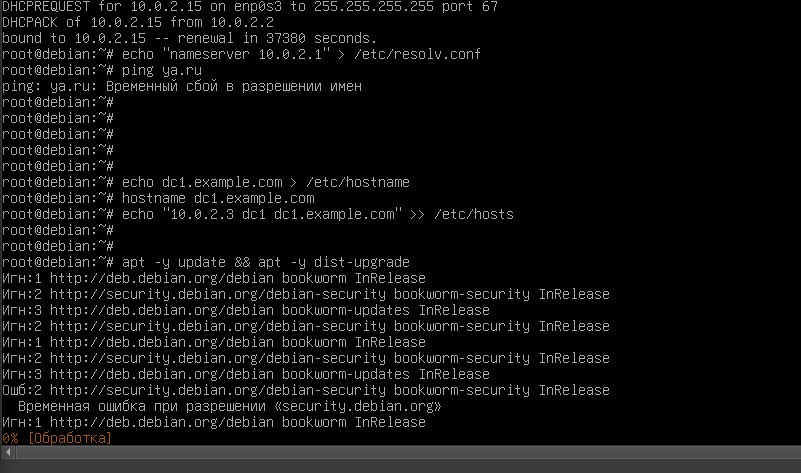 DHCPREQUEST for 10.0.2.15 on enp0s3 to 255.255.255.255 port 67
DHCPACK of 10.0.2.15 from 10.0.2.2
bound to 10.0.2.15 -- renewal in 37380 seconds.
root@debian:~# echo "nameserver 10.0.2.1" > /etc/resolv.conf
root@debian:~# ping ya.ru
ping: ya.ru: Временный сбой в разрешении имен
root@debian:~#
root@debian:~#
root@debian:~#
root@debian:~#
root@debian:~#
root@debian:~# echo dc1.example.com > /etc/hostname
root@debian:~# hostname dc1.example.com
root@debian:~# echo "10.0.2.3 dc1 dc1.example.com" >> /etc/hosts
root@debian:~#
root@debian:~#
root@debian:~# apt -y update && apt -y dist-upgrade
Игн:1 http://deb.debian.org/debian bookworm InRelease
Игн:2 http://security.debian.org/debian-security bookworm-security InRelease
Игн:3 http://deb.debian.org/debian bookworm-updates InRelease
Игн:2 http://security.debian.org/debian-security bookworm-security InRelease
Игн:1 http://deb.debian.org/debian bookworm InRelease
Игн:2 http://security.debian.org/debian-security bookworm-security InRelease
Игн:3 http://deb.debian.org/debian bookworm-updates InRelease
Ошб:2 http://security.debian.org/debian-security bookworm-security InRelease
Временная ошибка при разрешении «security.debian.org»
Игн:1 http://deb.debian.org/debian bookworm InRelease
0% [Обработка]